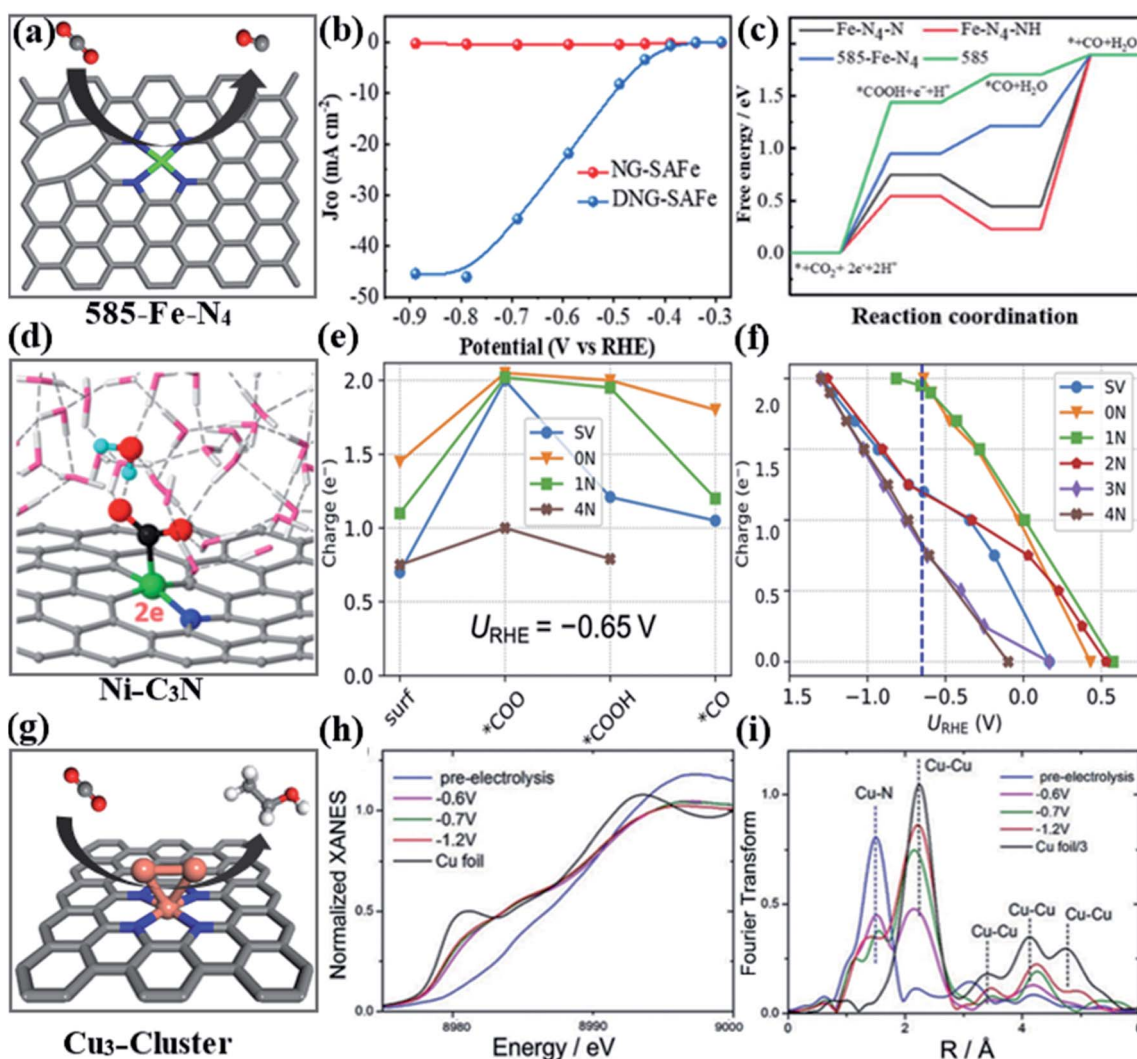 (a)
585-Fe-N₄
(b)
Jco (mA cm⁻²)
0
-10
-20
-30
-40
-50
NG-SAFe
DNG-SAFe
-0.9 -0.8 -0.7 -0.6 -0.5 -0.4 -0.3
Potential (V vs RHE)
(c)
Fe-N₄-N Fe-N₄-NH
585-Fe-N₄ 585
*+CO+H₂O
*COOH+e⁻+H⁺
*CO+H₂O
*+CO₂+ 2e⁻+2H⁺
Free energy / eV
1.5
1.0
0.5
0.0
Reaction coordination
(d)
2e
Ni-C₃N
(e)
Charge (e⁻)
2.0
1.5
1.0
0.5
0.0
SV
0N
1N
4N
U_RHE = −0.65 V
surf *COO *COOH *CO
(f)
Charge (e⁻)
2.0
1.5
1.0
0.5
0.0
SV
0N
1N
2N
3N
4N
1.5 −1.0 −0.5 0.0 0.5
U_RHE (V)
(g)
Cu₃-Cluster
(h)
Normalized XANES
1.0
0.5
0.0
pre-electrolysis
-0.6V
-0.7V
-1.2V
Cu foil
8980 8990 9000
Energy / eV
(i)
Fourier Transform
1.0
0.5
0.0
Cu-N
Cu-Cu
pre-electrolysis
-0.6V
-0.7V
-1.2V
Cu foil/3
Cu-Cu
Cu-Cu
Cu-Cu
0 2 4 6
R / Å